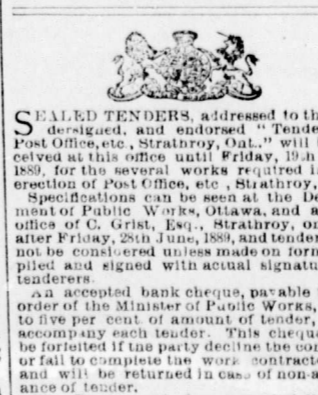 SEALED TENDERS, addressed to th
dersigned, and endorsed "Tende
Post Office, etc., Strathroy, Ont.," will
ceived at this office until Friday, 19th
1889, for the several works required i
erection of Post Office, etc, Strathroy,
Specifications can be seen at the De
ment of Public Works, Ottawa, and a
office of C. Grist, Esq., Strathroy, o
after Friday, 28th June, 1889, and tender
not be considered unless made on form
plied and signed with actual signatu
tenderers.
An accepted bank cheque, payable
order of the Minister of Public Works,
to five per cent. of amount of tender,
accompany each tender. This chequ
be forfeited if the party decline the con
or fail to complete the work contract
and will be returned in case of non-a
ance of tender.